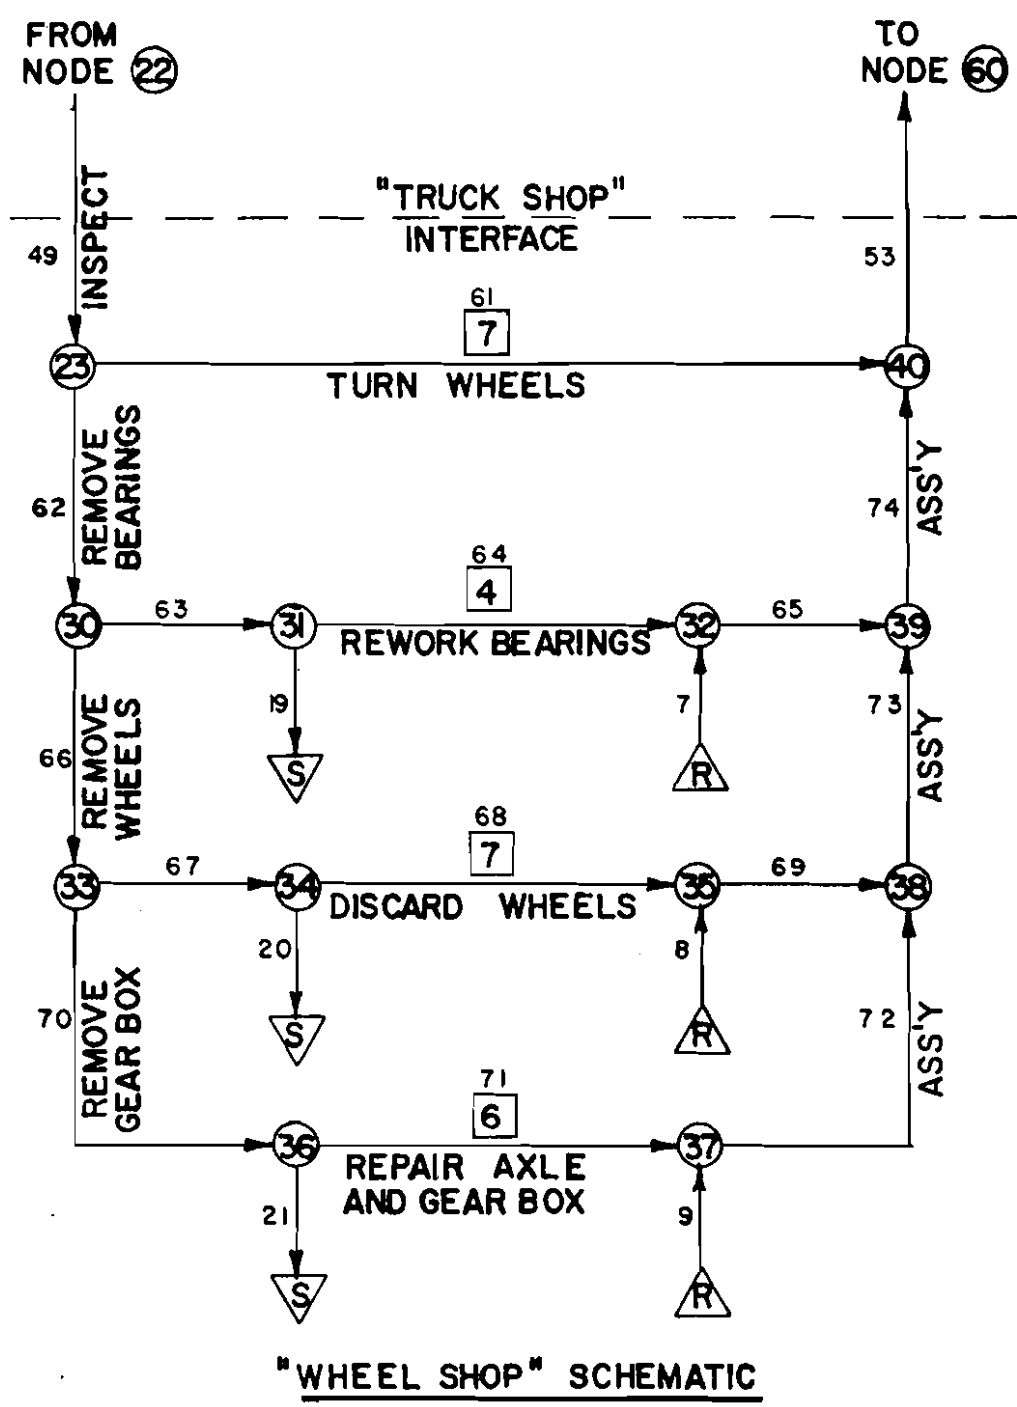 FROM
NODE 22
TO
NODE 60
"TRUCK SHOP"
INTERFACE
49
INSPECT
53
61
7
23
40
TURN WHEELS
62
REMOVE
BEARINGS
74
ASS'Y
64
4
30
63
31
32
65
39
REWORK BEARINGS
19
S
7
R
66
REMOVE
WHEELS
73
ASS'Y
68
7
33
67
34
35
69
38
DISCARD WHEELS
20
S
8
R
70
REMOVE
GEAR BOX
72
ASS'Y
71
6
36
37
REPAIR AXLE
AND GEAR BOX
21
S
9
R
"WHEEL SHOP" SCHEMATIC